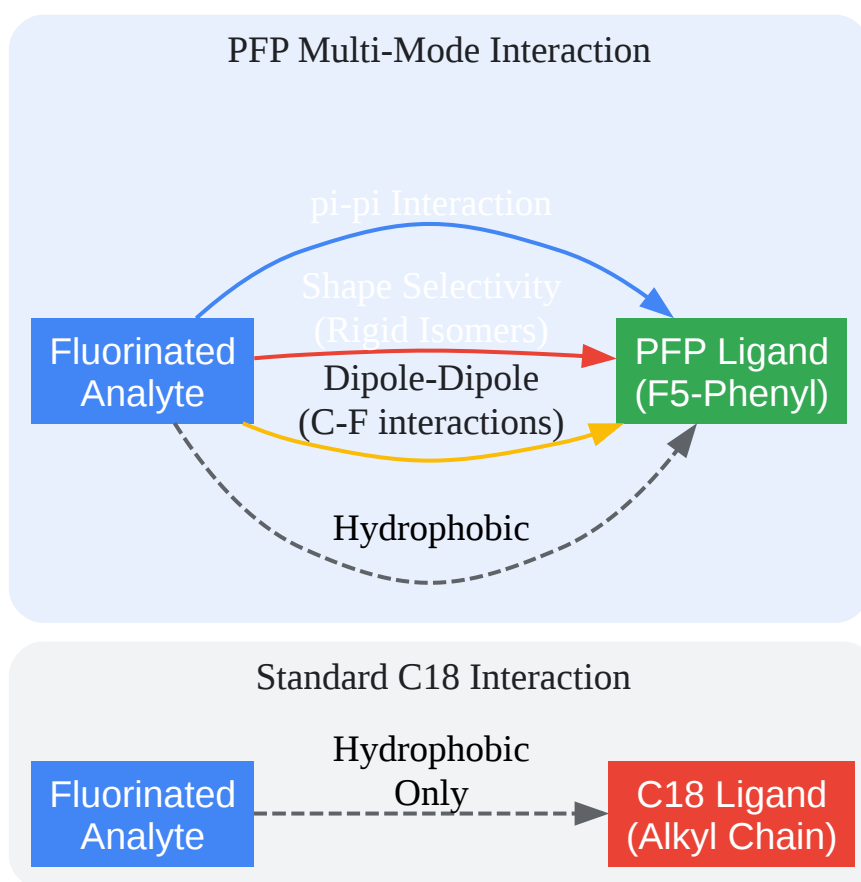 PFP Multi-Mode Interaction
pi-pi Interaction
Shape Selectivity
(Rigid Isomers)
Fluorinated
Analyte
Dipole-Dipole
(C-F interactions)
PFP Ligand
(F5-Phenyl)
Hydrophobic
Standard C18 Interaction
Hydrophobic
Only
Fluorinated
Analyte
C18 Ligand
(Alkyl Chain)